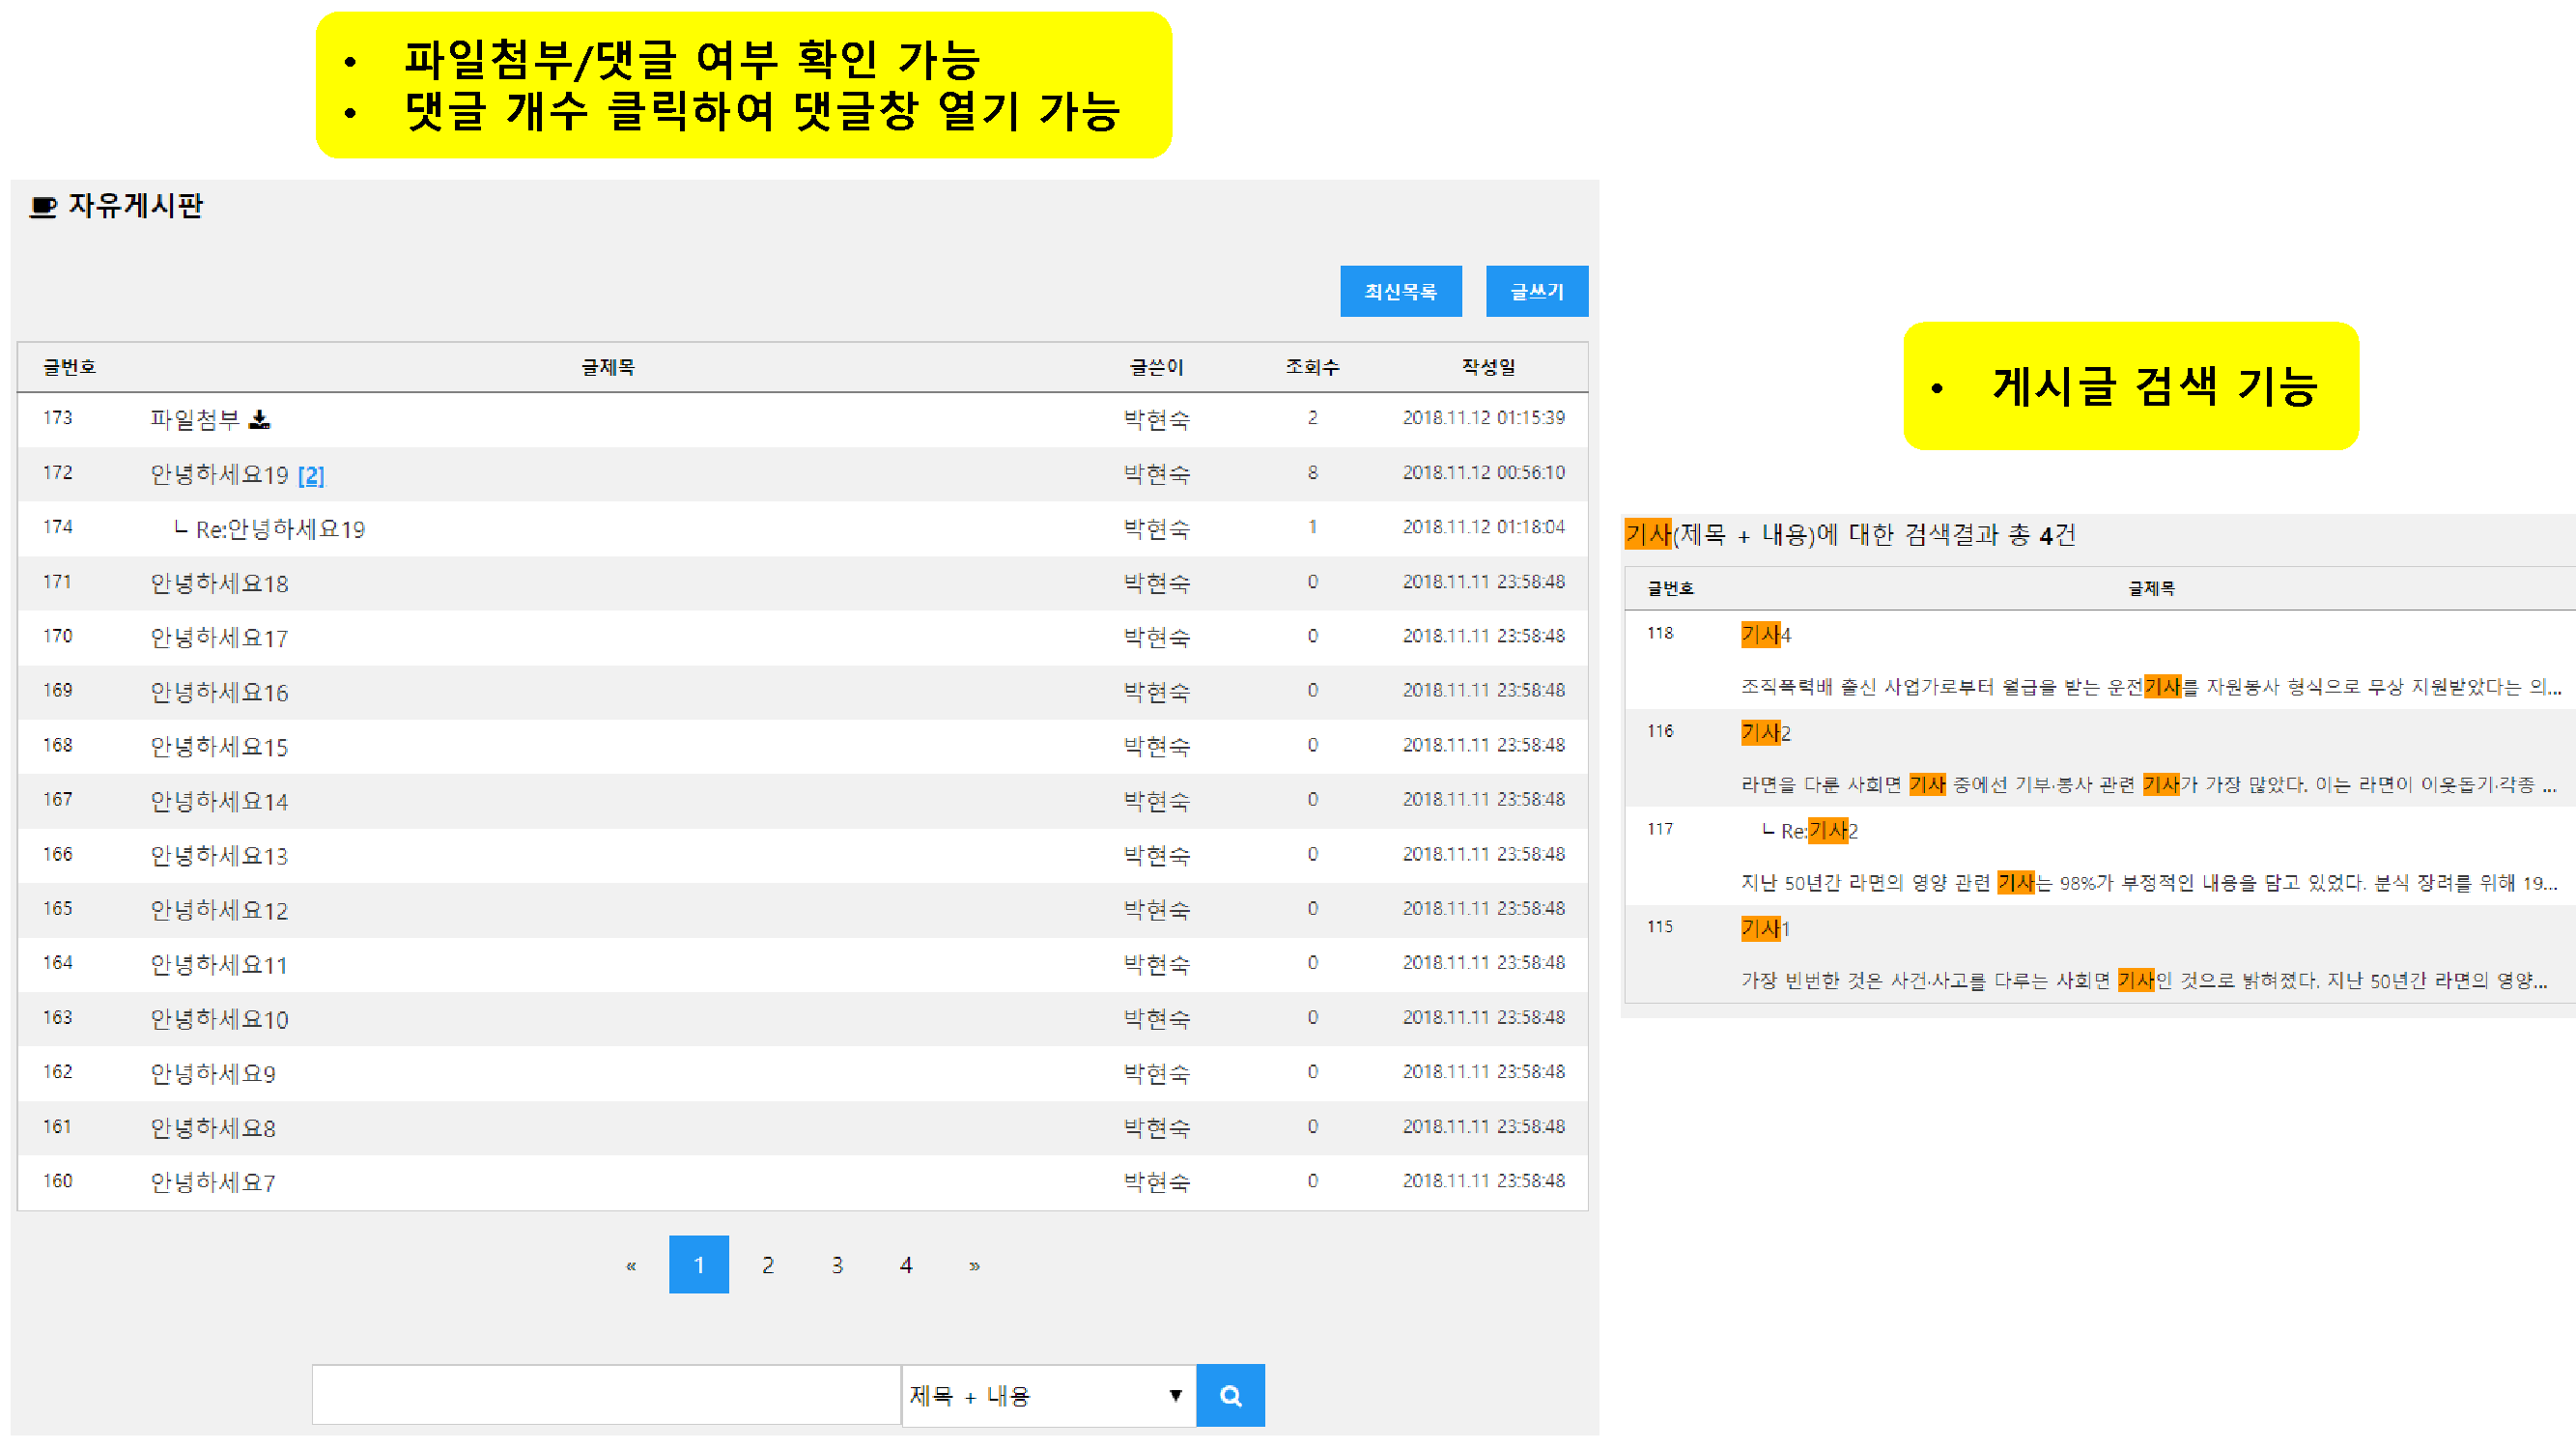 • 파일첨부/댓글 여부 확인 가능
• 댓글 개수 클릭하여 댓글창 열기 가능
자유게시판
최신목록 글쓰기
글번호 글제목 글쓴이 조회수 작성일
173 파일첨부 박현숙 2 2018.11.12 01:15:39
172 안녕하세요19 [2] 박현숙 8 2018.11.12 00:56:10
174 ㄴ Re:안녕하세요19 박현숙 1 2018.11.12 01:18:04
171 안녕하세요18 박현숙 0 2018.11.11 23:58:48
170 안녕하세요17 박현숙 0 2018.11.11 23:58:48
169 안녕하세요16 박현숙 0 2018.11.11 23:58:48
168 안녕하세요15 박현숙 0 2018.11.11 23:58:48
167 안녕하세요14 박현숙 0 2018.11.11 23:58:48
166 안녕하세요13 박현숙 0 2018.11.11 23:58:48
165 안녕하세요12 박현숙 0 2018.11.11 23:58:48
164 안녕하세요11 박현숙 0 2018.11.11 23:58:48
163 안녕하세요10 박현숙 0 2018.11.11 23:58:48
162 안녕하세요9 박현숙 0 2018.11.11 23:58:48
161 안녕하세요8 박현숙 0 2018.11.11 23:58:48
160 안녕하세요7 박현숙 0 2018.11.11 23:58:48
« 1 2 3 4 »
제목 + 내용 ▼
• 게시글 검색 기능
기사(제목 + 내용)에 대한 검색결과 총 4건
글번호 글제목
118 기사4
조직폭력배 출신 사업가로부터 월급을 받는 운전기사를 자원봉사 형식으로 무상 지원받았다는 의...
116 기사2
라면을 다룬 사회면 기사 중에선 기부·봉사 관련 기사가 가장 많았다. 이는 라면이 이웃돕기·각종 ...
117 ㄴ Re:기사2
지난 50년간 라면의 영양 관련 기사는 98%가 부정적인 내용을 담고 있었다. 분식 장려를 위해 19...
115 기사1
가장 빈번한 것은 사건·사고를 다루는 사회면 기사인 것으로 밝혀졌다. 지난 50년간 라면의 영양...